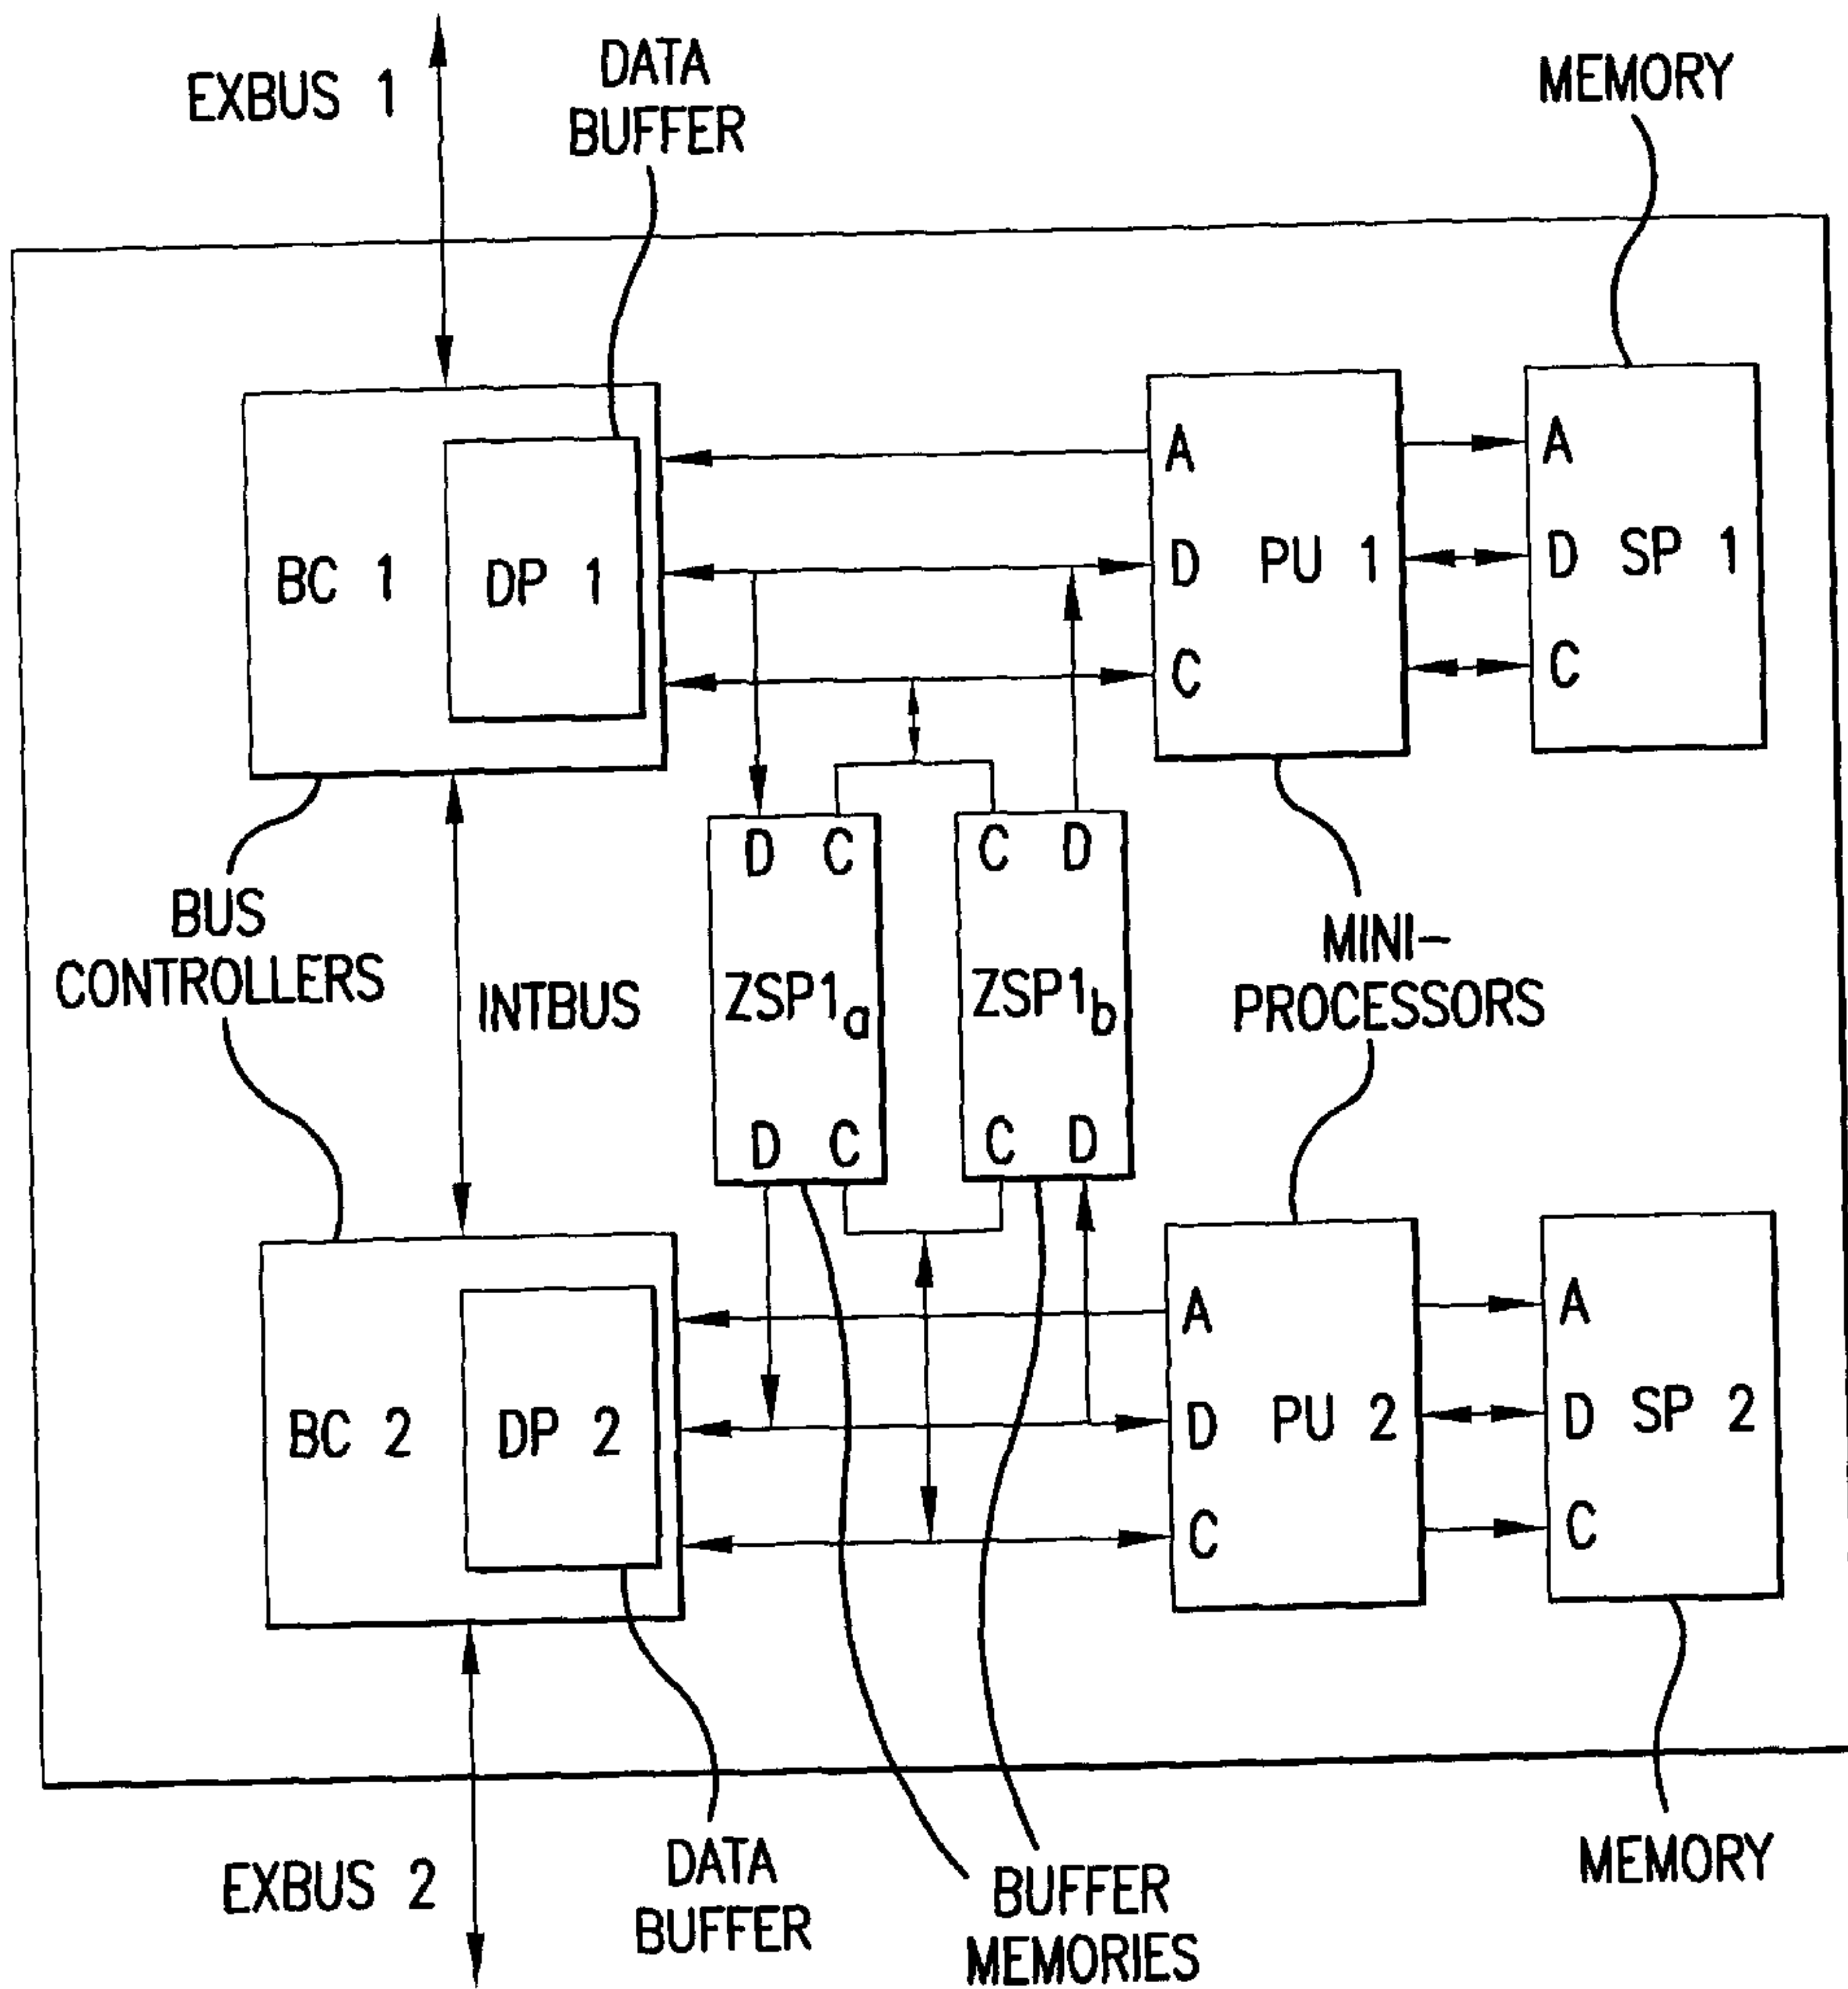 EXBUS 1
DATA
BUFFER
MEMORY
BC 1
DP 1
A
D
C
PU 1
A
D
C
SP 1
D C
ZSP1a
D C
C D
ZSP1b
C D
BUS
CONTROLLERS
INTBUS
MINI-
PROCESSORS
BC 2
DP 2
A
D
C
PU 2
A
D
C
SP 2
EXBUS 2
DATA
BUFFER
BUFFER
MEMORIES
MEMORY